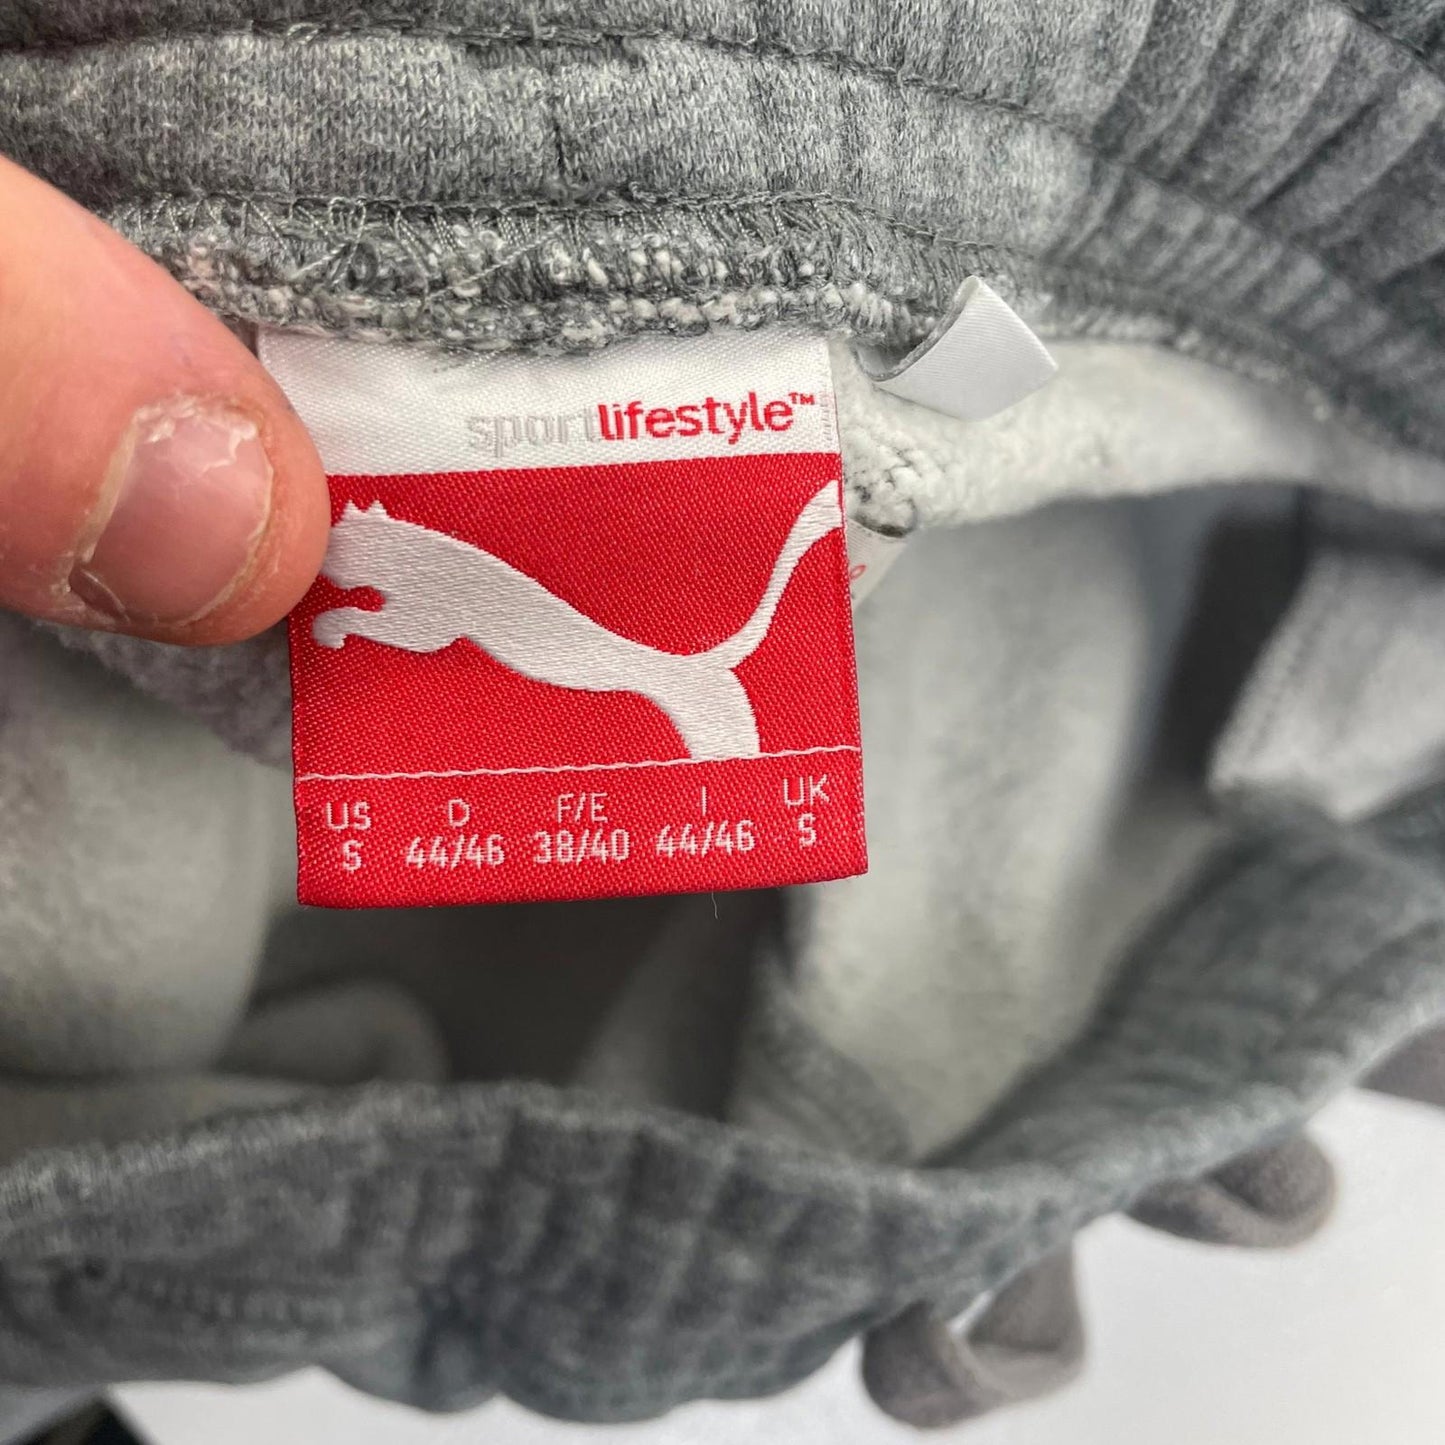 sportlifestyle™
US D F/E I UK
S 44/46 38/40 44/46 S